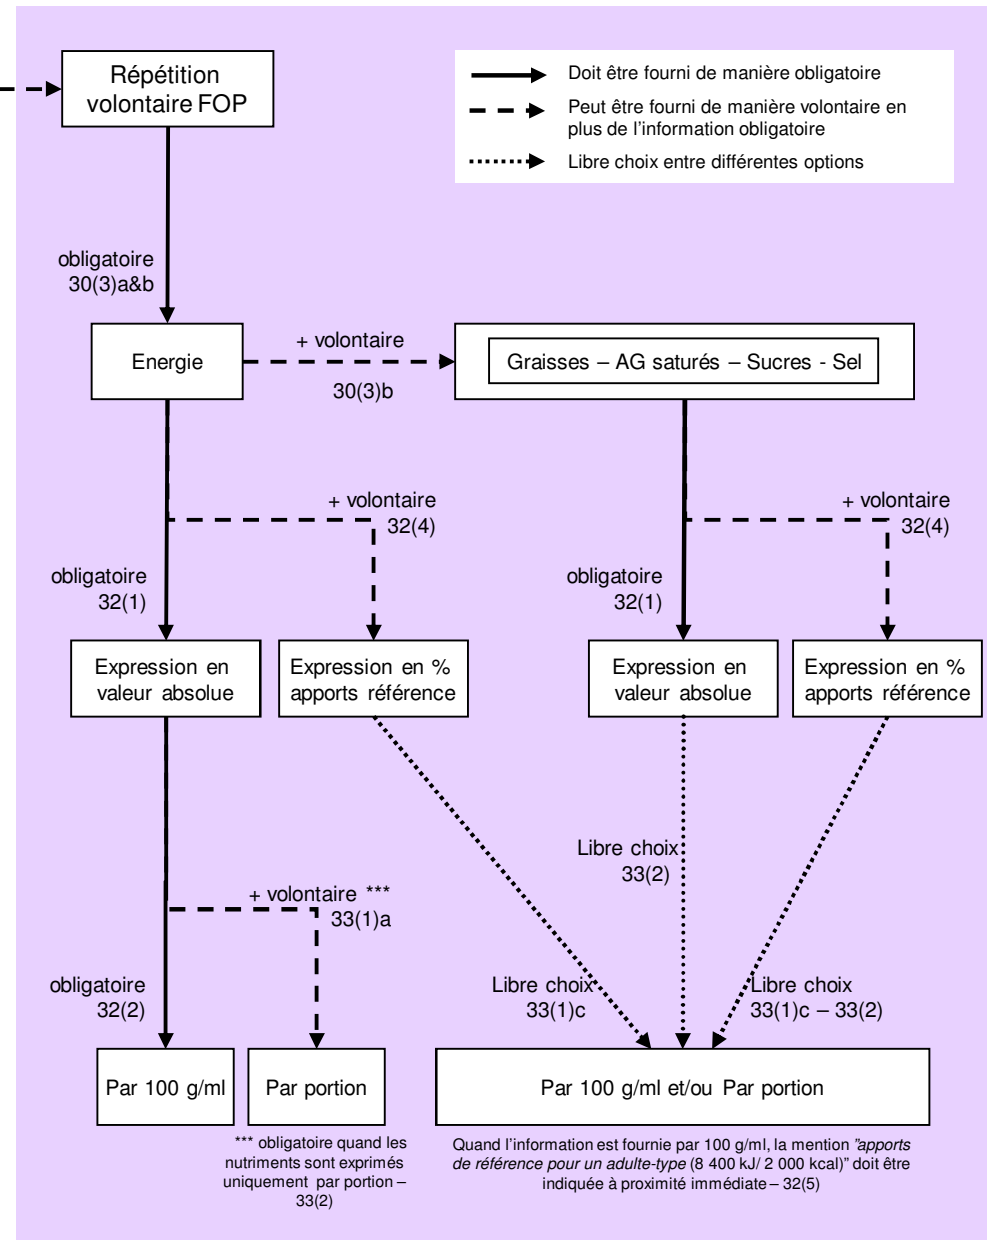 Répétition
volontaire FOP
Doit être fourni de manière obligatoire
Peut être fourni de manière volontaire en
plus de l'information obligatoire
Libre choix entre différentes options
obligatoire
30(3)a&b
Energie
+ volontaire
30(3)b
Graisses – AG saturés – Sucres - Sel
+ volontaire
32(4)
+ volontaire
32(4)
obligatoire
32(1)
obligatoire
32(1)
Expression en
valeur absolue
Expression en %
apports référence
Expression en
valeur absolue
Expression en %
apports référence
Libre choix
33(2)
+ volontaire ***
33(1)a
obligatoire
32(2)
Libre choix
33(1)c
Libre choix
33(1)c – 33(2)
Par 100 g/ml
Par portion
Par 100 g/ml et/ou Par portion
*** obligatoire quand les
nutriments sont exprimés
uniquement par portion –
33(2)
Quand l'information est fournie par 100 g/ml, la mention "apports
de référence pour un adulte-type (8 400 kJ/ 2 000 kcal)" doit être
indiquée à proximité immédiate – 32(5)